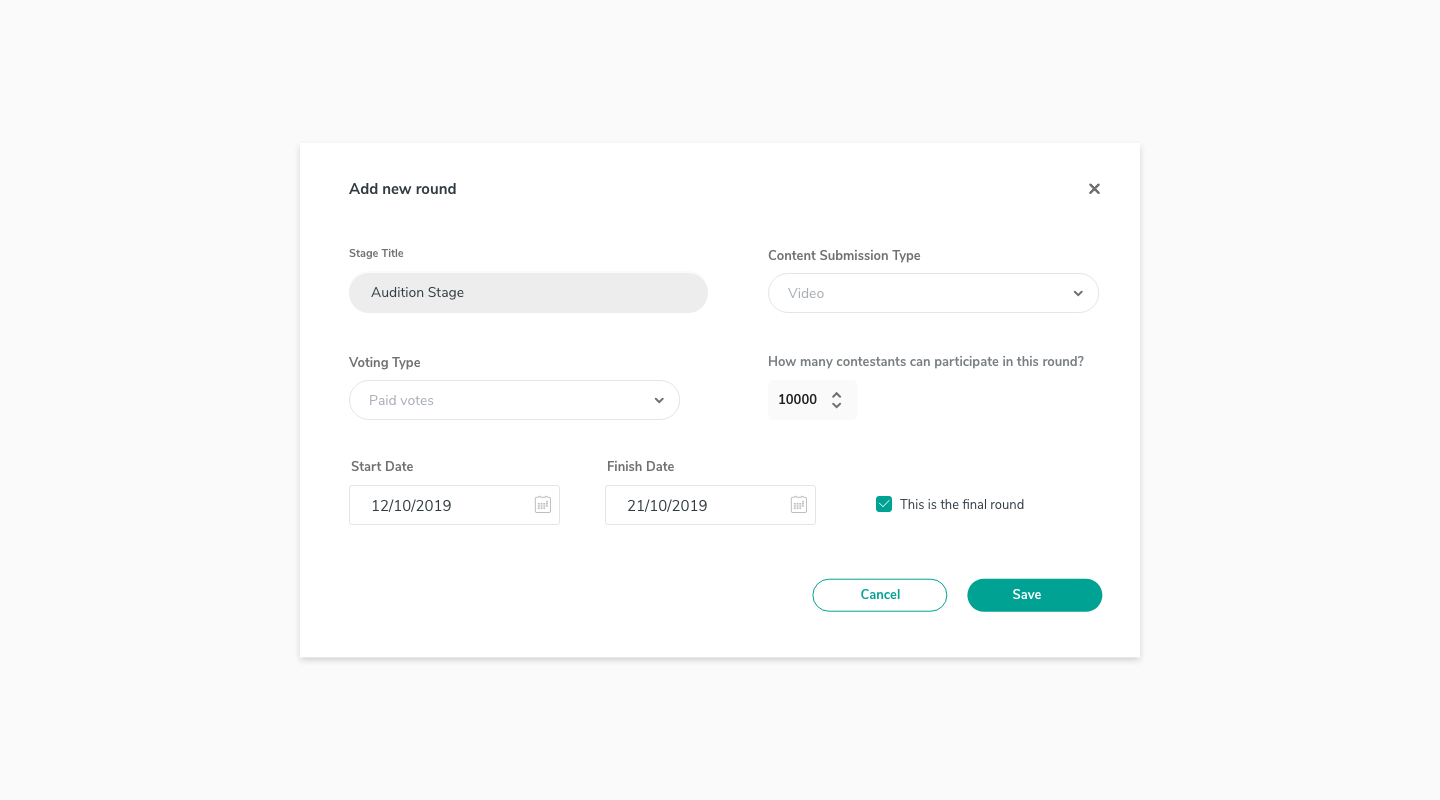 Add new round
Stage Title
Content Submission Type
Audition Stage
Video
Voting Type
How many contestants can participate in this round?
Paid votes
10000
Start Date
Finish Date
12/10/2019
21/10/2019
This is the final round
Cancel
Save